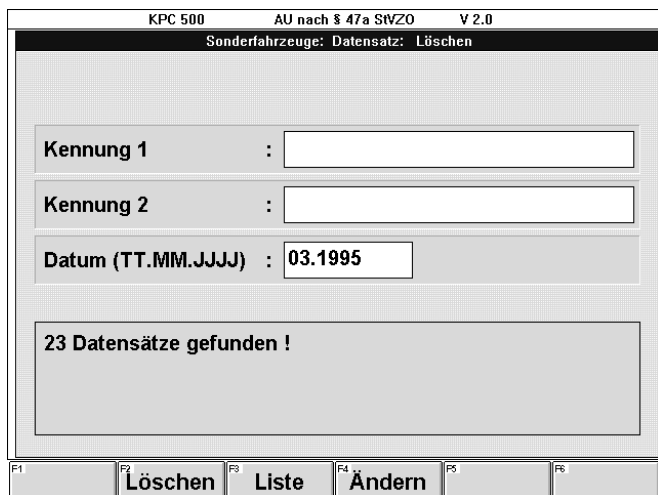 KPC 500 AU nach § 47a StVZO V 2.0
Sonderfahrzeuge: Datensatz: Löschen
Kennung 1 :
Kennung 2 :
Datum (TT.MM.JJJJ) : 03.1995
23 Datensätze gefunden !
F1 F2 Löschen F3 Liste F4 Ändern F5 F6